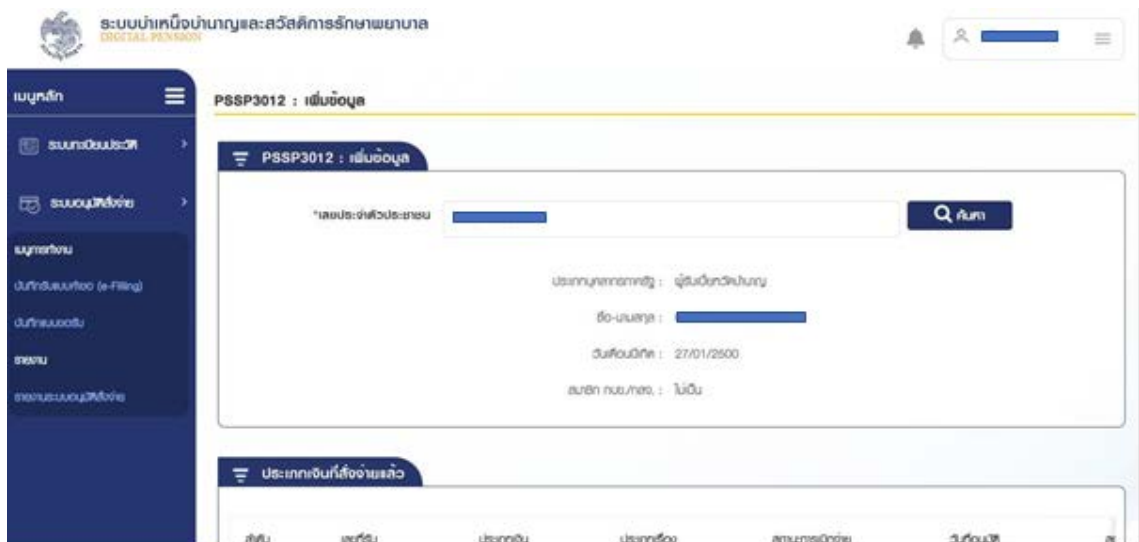 ระบบบำเหน็จบำนาญและสวัสดิการรักษาพยาบาล
DIGITAL PENSION
เมนูหลัก
PSSP3012 : เพิ่มข้อมูล
ระบบทะเบียนประวัติ
PSSP3012 : เพิ่มข้อมูล
ระบบอนุมัติสั่งจ่าย
*เลขประจำตัวประชาชน
ค้นหา
เมนูการทำงาน
บันทึกรับแบบคำขอ (e-Filling)
ประเภทบุคลากรภาครัฐ : ผู้รับเบี้ยหวัดบำนาญ
ชื่อ-นามสกุล :
บันทึกแบบขอรับ
วันเดือนปีเกิด : 27/01/2500
รายงาน
สมาชิก กบข./กสจ. : ไม่เป็น
รายงานระบบอนุมัติสั่งจ่าย
ประเภทเงินที่สั่งจ่ายแล้ว
ลำดับ เลขที่รับ ประเภทเงิน ประเภทเรื่อง สถานะการเบิกจ่าย วันที่อนุมัติ